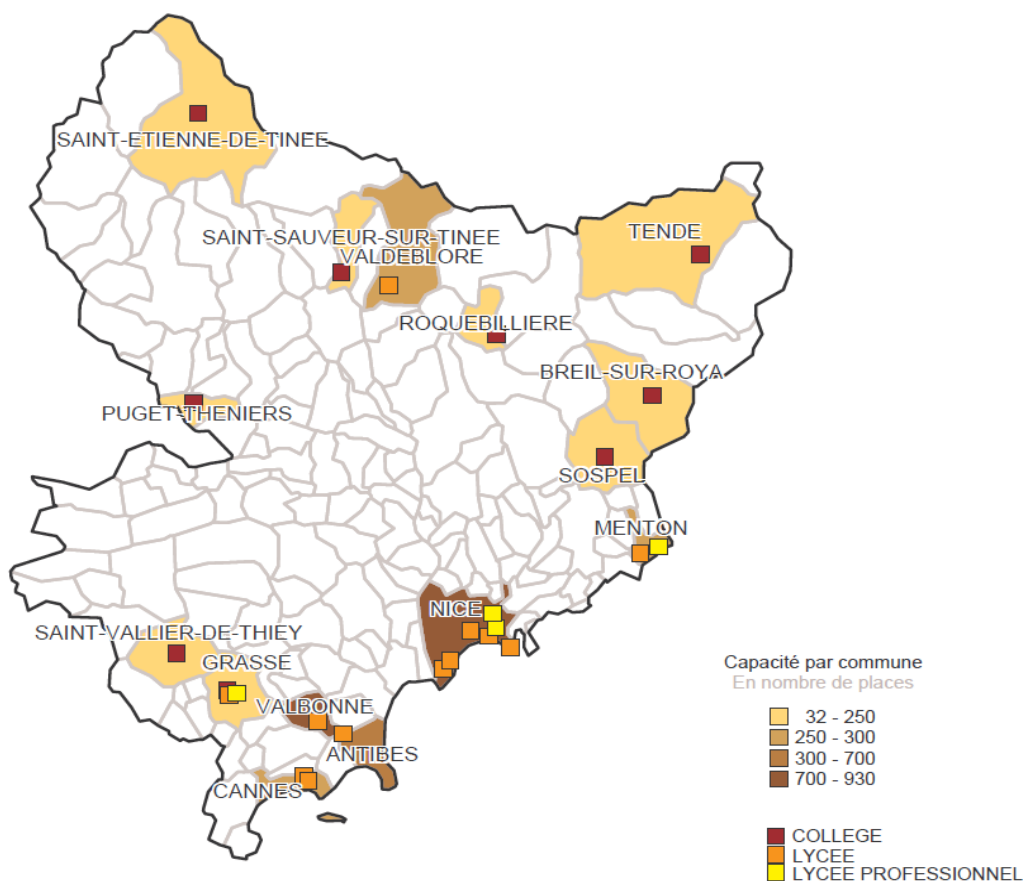 SAINT-ETIENNE-DE-TINEE
SAINT-SAUVEUR-SUR-TINEE
TENDE
VALDEBLORE
ROQUEBILLIERE
BREIL-SUR-ROYA
PUGET-THENIERS
SOSPEL
MENTON
NICE
SAINT-VALLIER-DE-THIEY
GRASSE
VALBONNE
ANTIBES
CANNES
Capacité par commune
En nombre de places
32 - 250
250 - 300
300 - 700
700 - 930
COLLEGE
LYCEE
LYCEE PROFESSIONNEL